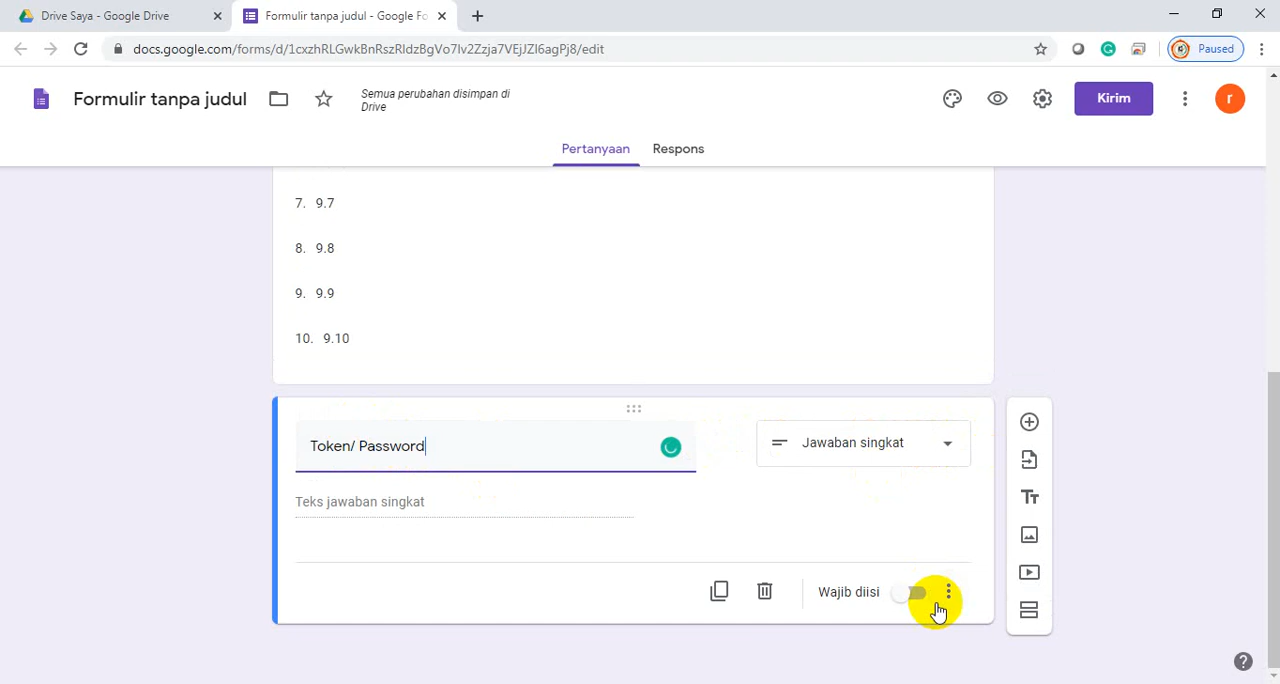 Drive Saya - Google Drive
Formulir tanpa judul - Google Fo
docs.google.com/forms/d/1cxzhRLGwkBnRszRldzBgVo7Iv2Zzja7VEjJZl6agPj8/edit
Paused
Formulir tanpa judul
Semua perubahan disimpan di
Drive
Kirim
r
Pertanyaan
Respons
7. 9.7
8. 9.8
9. 9.9
10. 9.10
Token/ Password
Jawaban singkat
Teks jawaban singkat
Wajib diisi